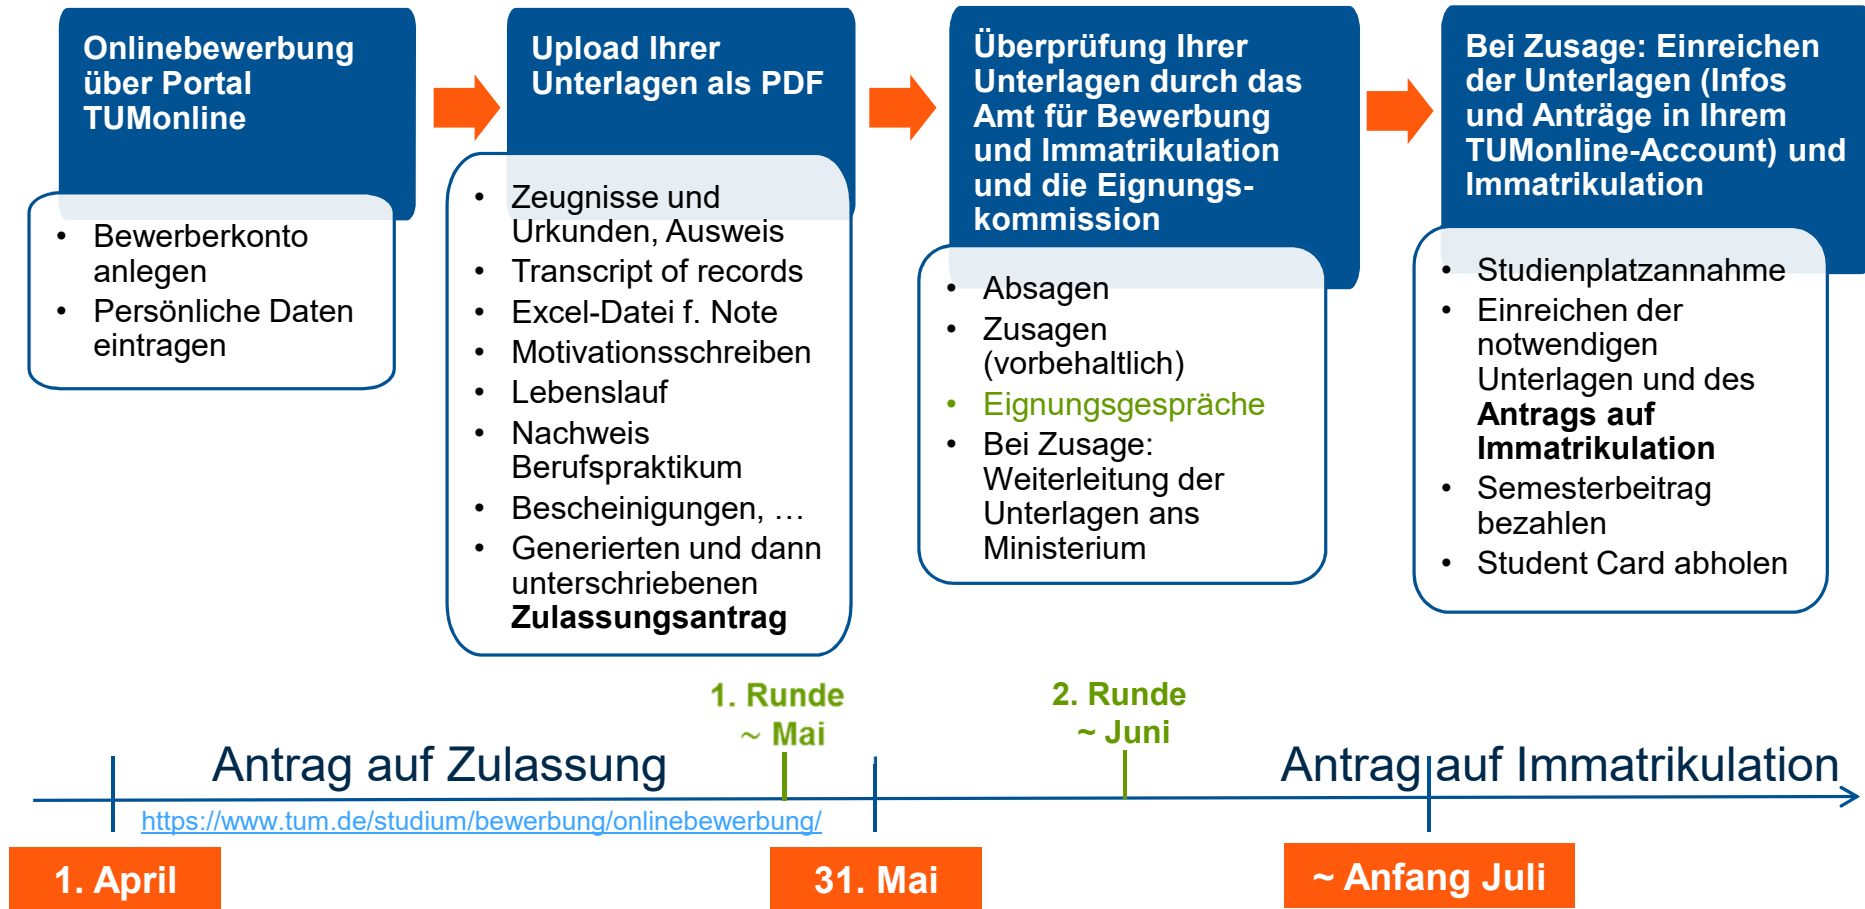 Onlinebewerbung
über Portal
TUMonline
• Bewerberkonto
anlegen
• Persönliche Daten
eintragen
Upload Ihrer
Unterlagen als PDF
• Zeugnisse und
Urkunden, Ausweis
• Transcript of records
• Excel-Datei f. Note
• Motivationsschreiben
• Lebenslauf
• Nachweis
Berufspraktikum
• Bescheinigungen, …
• Generierten und dann
unterschriebenen
Zulassungsantrag
Überprüfung Ihrer
Unterlagen durch das
Amt für Bewerbung
und Immatrikulation
und die Eignungs-
kommission
• Absagen
• Zusagen
(vorbehaltlich)
• Eignungsgespräche
• Bei Zusage:
Weiterleitung der
Unterlagen ans
Ministerium
Bei Zusage: Einreichen
der Unterlagen (Infos
und Anträge in Ihrem
TUMonline-Account) und
Immatrikulation
• Studienplatzannahme
• Einreichen der
notwendigen
Unterlagen und des
Antrags auf
Immatrikulation
• Semesterbeitrag
bezahlen
• Student Card abholen
1. Runde
~ Mai
2. Runde
~ Juni
Antrag auf Zulassung
Antrag auf Immatrikulation
https://www.tum.de/studium/bewerbung/onlinebewerbung/
1. April
31. Mai
~ Anfang Juli